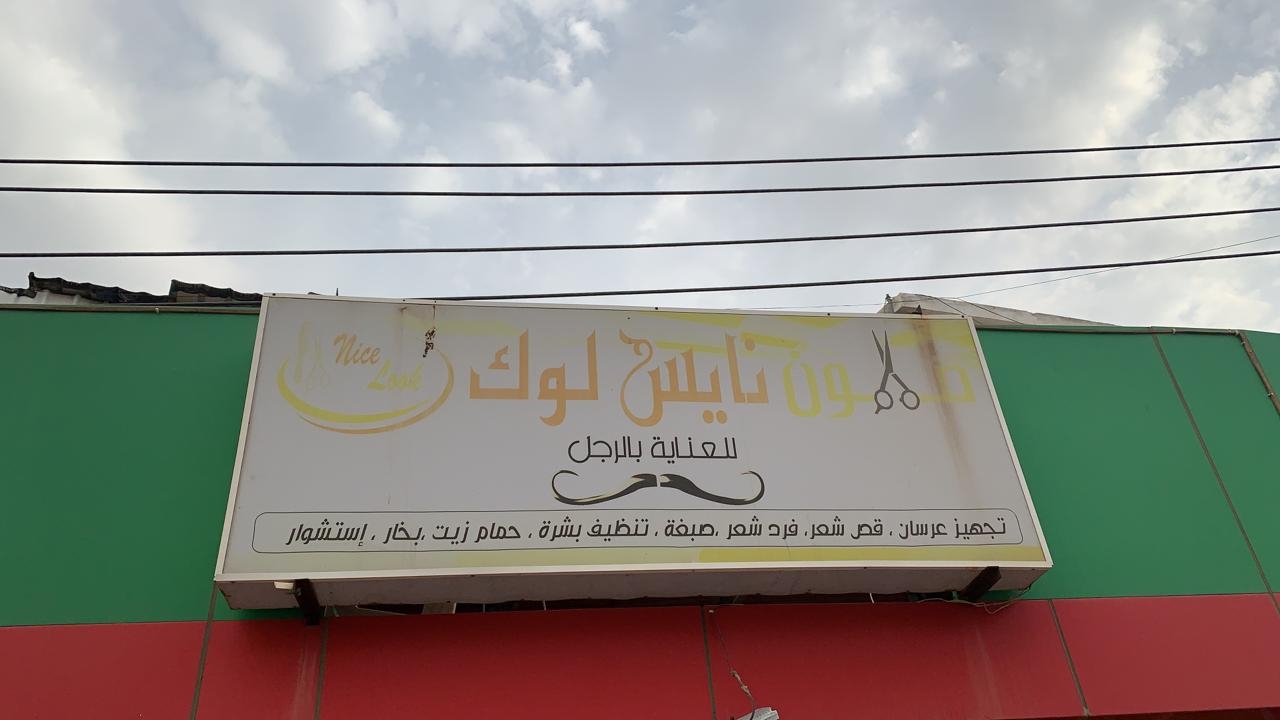 صالون نايس لوك
Nice
Look
للعناية بالرجل
تجهيز عرسان ، قص شعر، فرد شعر ،صبغة ، تنظيف بشرة ، حمام زيت ،بخار ، إستشوار